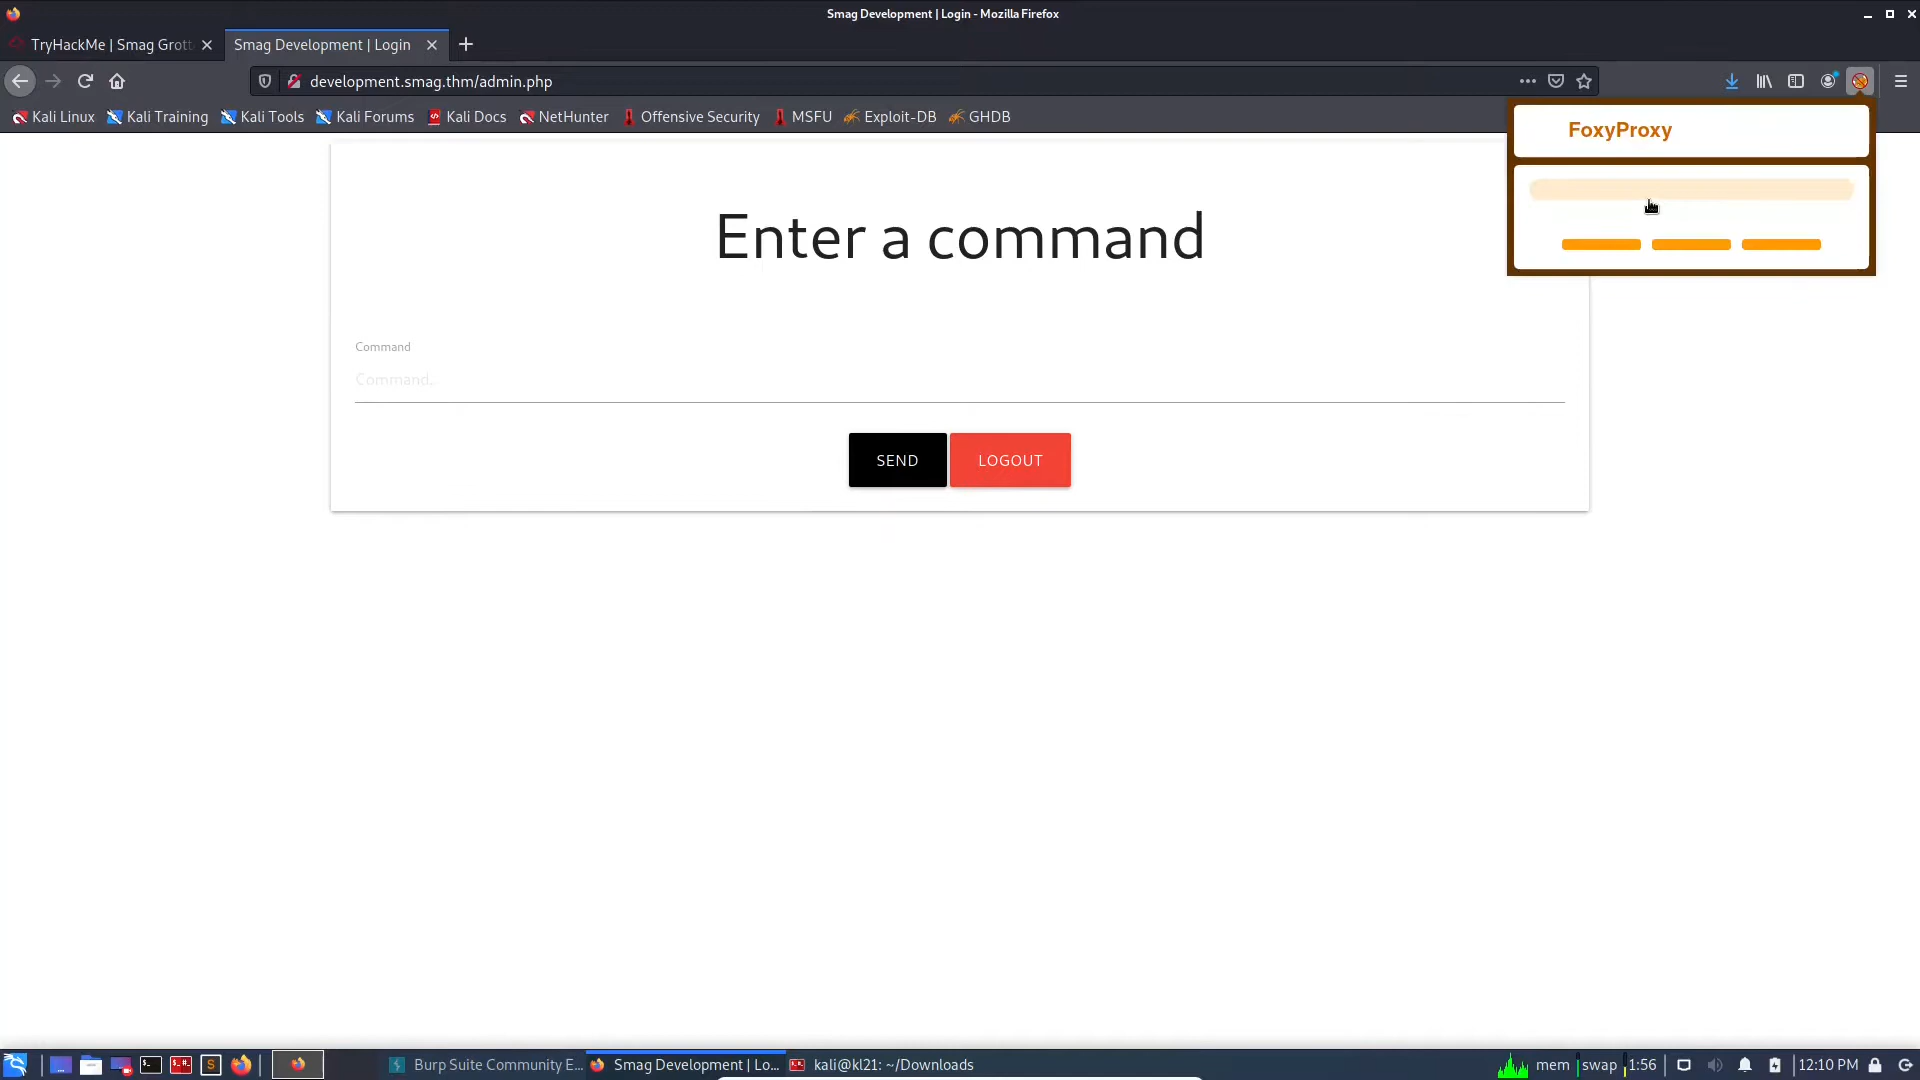 Smag Development | Login - Mozilla Firefox
TryHackMe | Smag Grott
Smag Development | Login
development.smag.thm/admin.php
Kali Linux
Kali Training
Kali Tools
Kali Forums
Kali Docs
NetHunter
Offensive Security
MSFU
Exploit-DB
GHDB
FoxyProxy
Enter a command
Command
Command..
SEND
LOGOUT
Burp Suite Community E...
Smag Development | Lo...
kali@kl21: ~/Downloads
mem
swap
1:56
12:10 PM